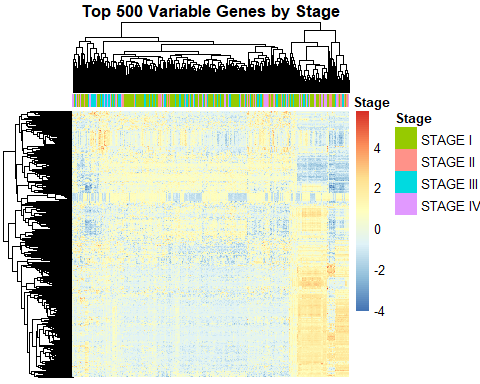 Top 500 Variable Genes by Stage
Stage
4
2
0
-2
-4
Stage
STAGE I
STAGE II
STAGE III
STAGE IV